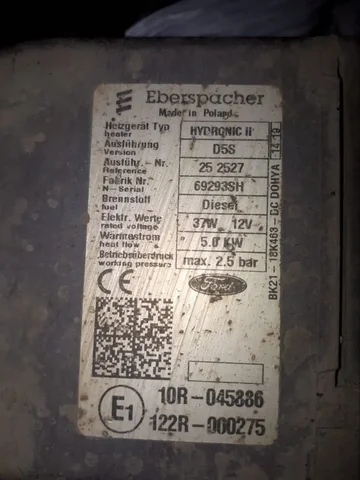 Eberspächer
Made in Poland
Heizgerät Typ
heater
HYDRONIC II
Ausführung
Version
D5S
Ausführ. - Nr.
Reference
25 2527
Fabrik Nr.
N - Serial
69293SH
Brennstoff
fuel
Diesel
Elektr. Werte
rated voltage
37W 12V
Wärmestrom
heat flow
5.0 KW
Betriebsüberdruck
working pressure
max. 2.5 bar
CE
Ford
BK21 - 18K463 - DC DOHYA 14 19
E1
10R - 045886
122R - 000275